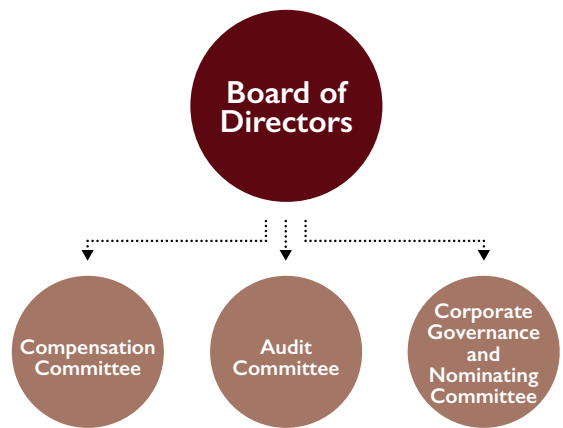 Board of
Directors
Compensation
Committee
Audit
Committee
Corporate
Governance
and
Nominating
Committee